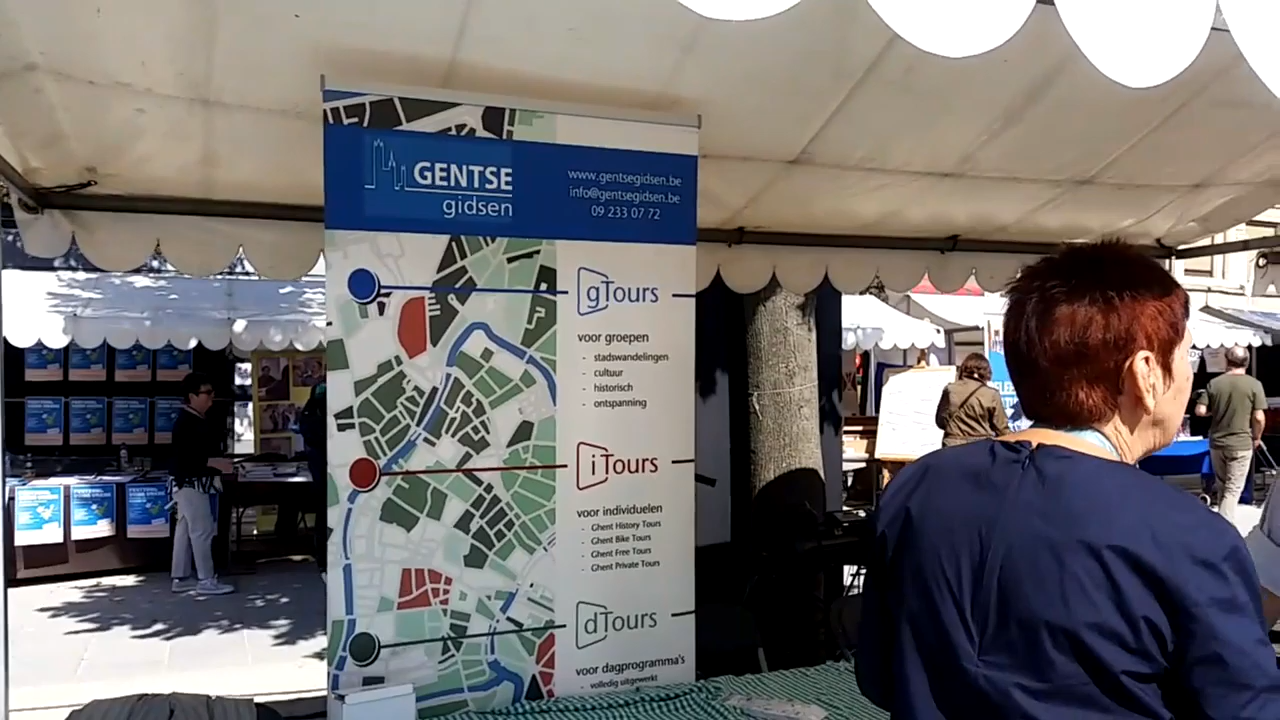 GENTSE
gidsen
www.gentsegidsen.be
info@gentsegidsen.be
09 233 07 72
gTours
voor groepen
- stadswandelingen
- cultuur
- historisch
- ontspanning
iTours
voor individuelen
- Ghent History Tours
- Ghent Bike Tours
- Ghent Free Tours
- Ghent Private Tours
dTours
voor dagprogramma's
- volledig uitgewerkt